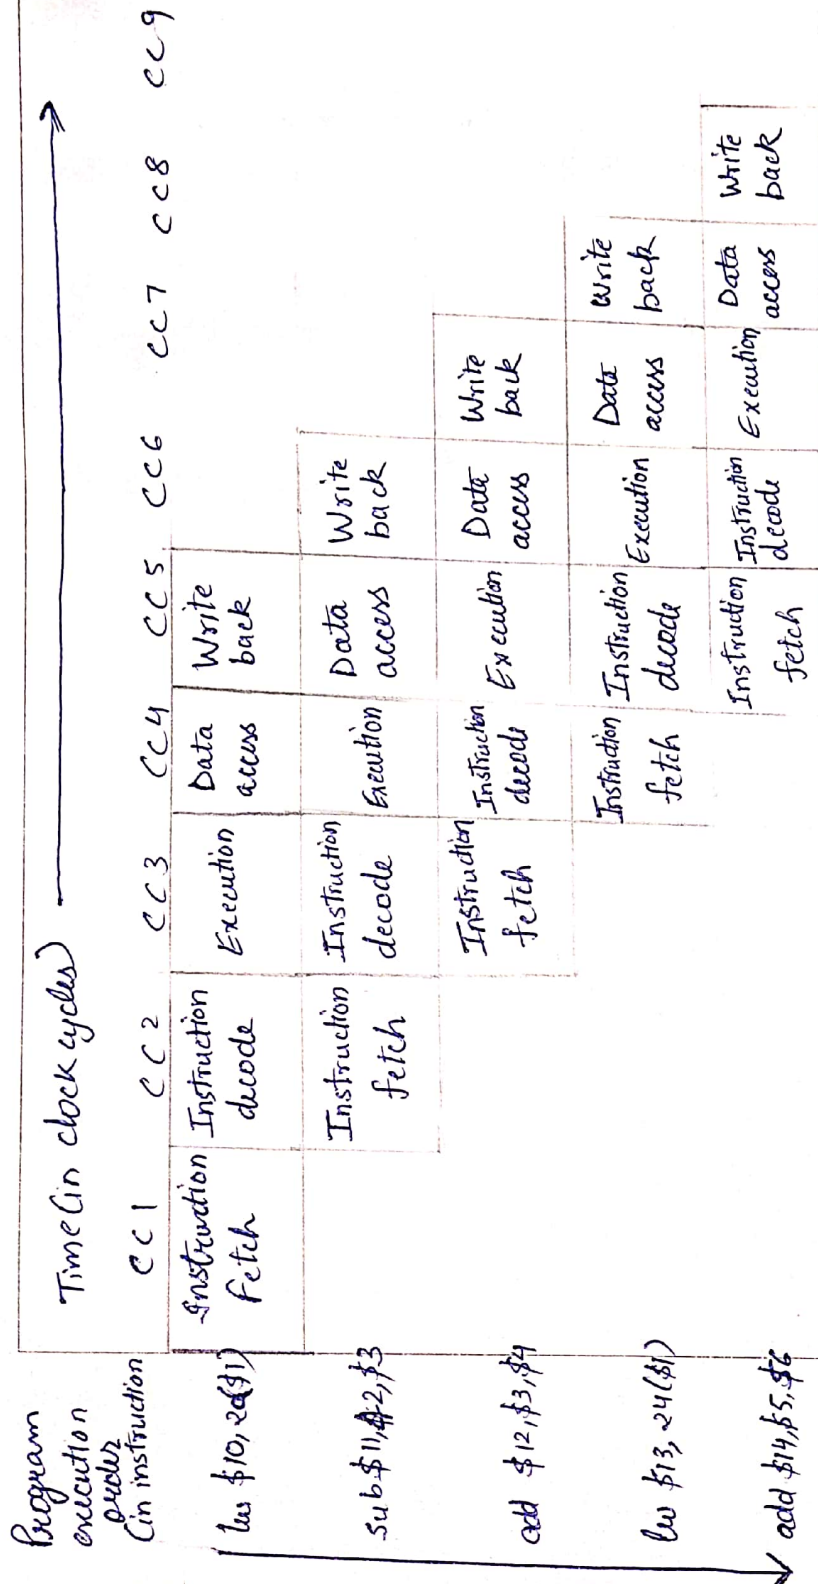 Time (in clock cycles)
CC1 CC2 CC3 CC4 CC5 CC6 CC7 CC8 CC9
Program
execution
order
(in instruction
lw $10, 20($1)
Instruction
Fetch
Instruction
decode
Execution
Data
access
Write
back
sub $11, $2, $3
Instruction
fetch
Instruction
decode
Execution
Data
access
Write
back
add $12, $3, $4
Instruction
fetch
Instruction
decode
Execution
Data
access
Write
back
lw $13, 24($1)
Instruction
fetch
Instruction
decode
Execution
Data
access
Write
back
add $14, $5, $6
Instruction
fetch
Instruction
decode
Execution
Data
access
Write
back